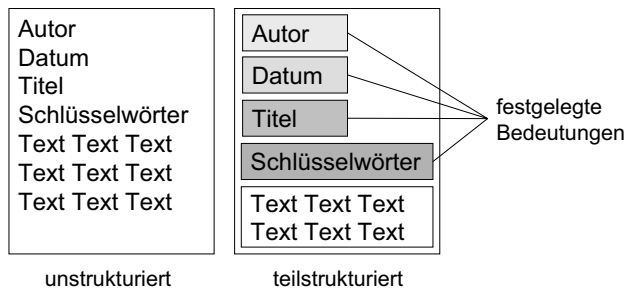 Autor
Datum
Titel
Schlüsselwörter
Text Text Text
Text Text Text
Text Text Text
unstrukturiert
Autor
Datum
Titel
Schlüsselwörter
Text Text Text
Text Text Text
teilstrukturiert
festgelegte
Bedeutungen